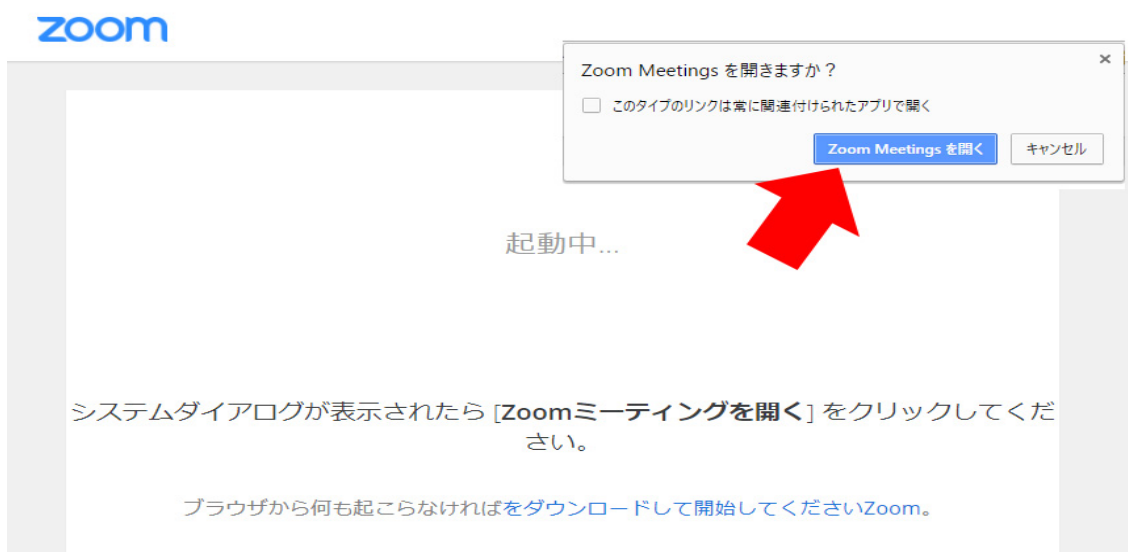 zoom
Zoom Meetings を開きますか？
×
このタイプのリンクは常に関連付けられたアプリで開く
Zoom Meetings を開く
キャンセル
起動中...
システムダイアログが表示されたら [Zoomミーティングを開く] をクリックしてくだ
さい。
ブラウザから何も起こらなければをダウンロードして開始してくださいZoom。